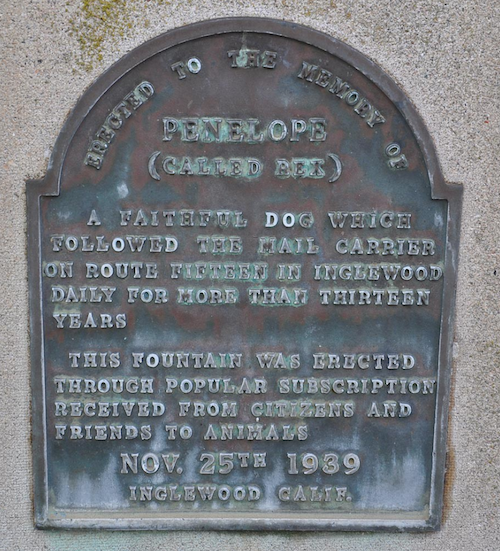 ERECTED TO THE MEMORY OF
PENELOPE
(CALLED REX)
A FAITHFUL DOG WHICH
FOLLOWED THE MAIL CARRIER
ON ROUTE FIFTEEN IN INGLEWOOD
DAILY FOR MORE THAN THIRTEEN
YEARS
THIS FOUNTAIN WAS ERECTED
THROUGH POPULAR SUBSCRIPTION
RECEIVED FROM CITIZENS AND
FRIENDS TO ANIMALS
NOV. 25TH 1939
INGLEWOOD CALIF.